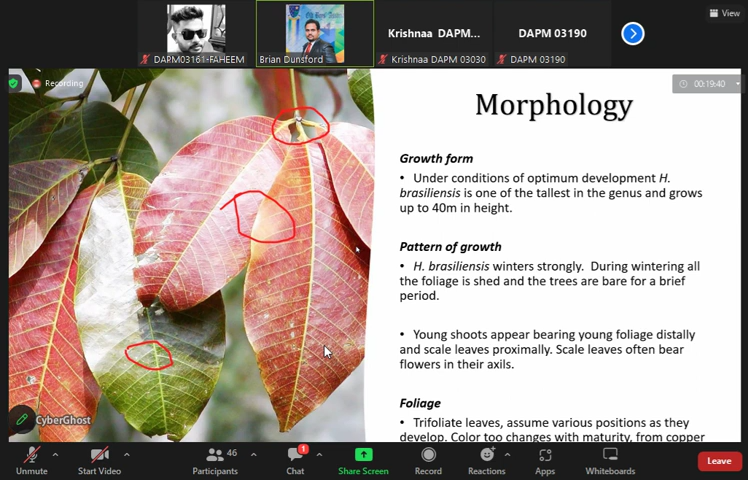 View
Krishnaa DAPM...
DAPM 03190
DAPM03161-FAHEEM
Brian Dunsford
Krishnaa DAPM 03030
DAPM 03190
Recording
00:19:40
Morphology
Growth form
• Under conditions of optimum development H.
brasiliensis is one of the tallest in the genus and grows
up to 40m in height.
Pattern of growth
• H. brasiliensis winters strongly. During wintering all
the foliage is shed and the trees are bare for a brief
period.
• Young shoots appear bearing young foliage distally
and scale leaves proximally. Scale leaves often bear
flowers in their axils.
Foliage
• Trifoliate leaves, assume various positions as they
develop. Color too changes with maturity, from copper
CyberGhost
46
1
Unmute
Start Video
Participants
Chat
Share Screen
Record
Reactions
Apps
Whiteboards
Leave